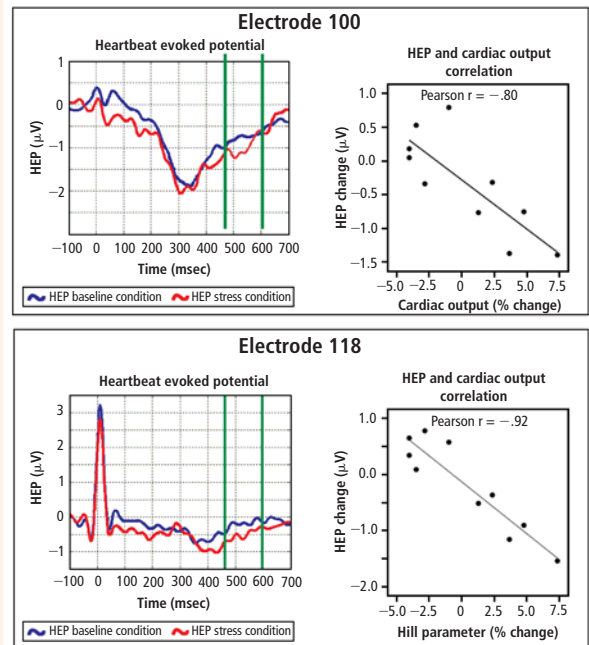 Electrode 100
Heartbeat evoked potential
1
0
−1
−2
HEP (μV)
−100 0 100 200 300 400 500 600 700
Time (msec)
HEP baseline condition HEP stress condition
HEP and cardiac output
correlation
Pearson r = −.80
1.0
0.5
0.0
−0.5
−1.0
−1.5
HEP change (μV)
−5.0 −2.5 0 2.5 5.0 7.5
Cardiac output (% change)
Electrode 118
Heartbeat evoked potential
3
2
1
0
−1
HEP (μV)
−100 0 100 200 300 400 500 600 700
Time (msec)
HEP baseline condition HEP stress condition
HEP and cardiac output
correlation
Pearson r = −.92
1.0
0.0
−1.0
−2.0
HEP change (μV)
−5.0 −2.5 0 2.5 5.0 7.5
Hill parameter (% change)